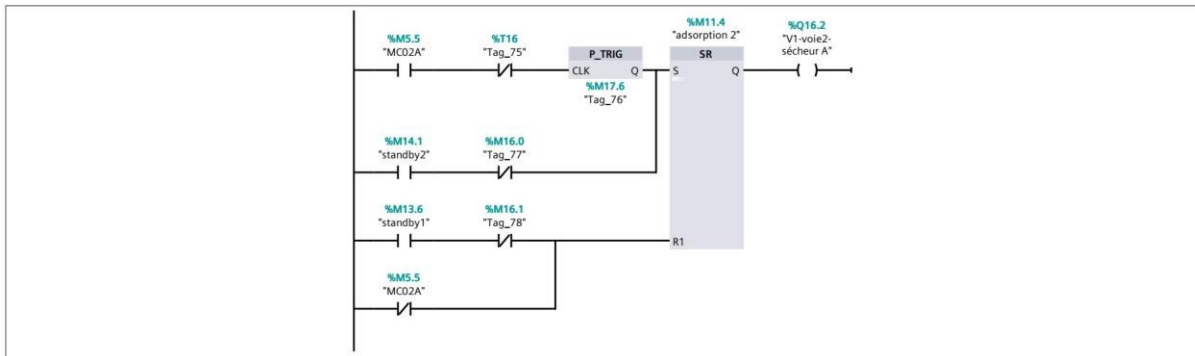 %M11.4
"adsorption 2"
%Q16.2
"V1-voie2-
sécheur A"
%M5.5
"MC02A"
%T16
"Tag_75"
P_TRIG
SR
CLK
Q
S
Q
%M17.6
"Tag_76"
%M14.1
"standby2"
%M16.0
"Tag_77"
%M13.6
"standby1"
%M16.1
"Tag_78"
R1
%M5.5
"MC02A"